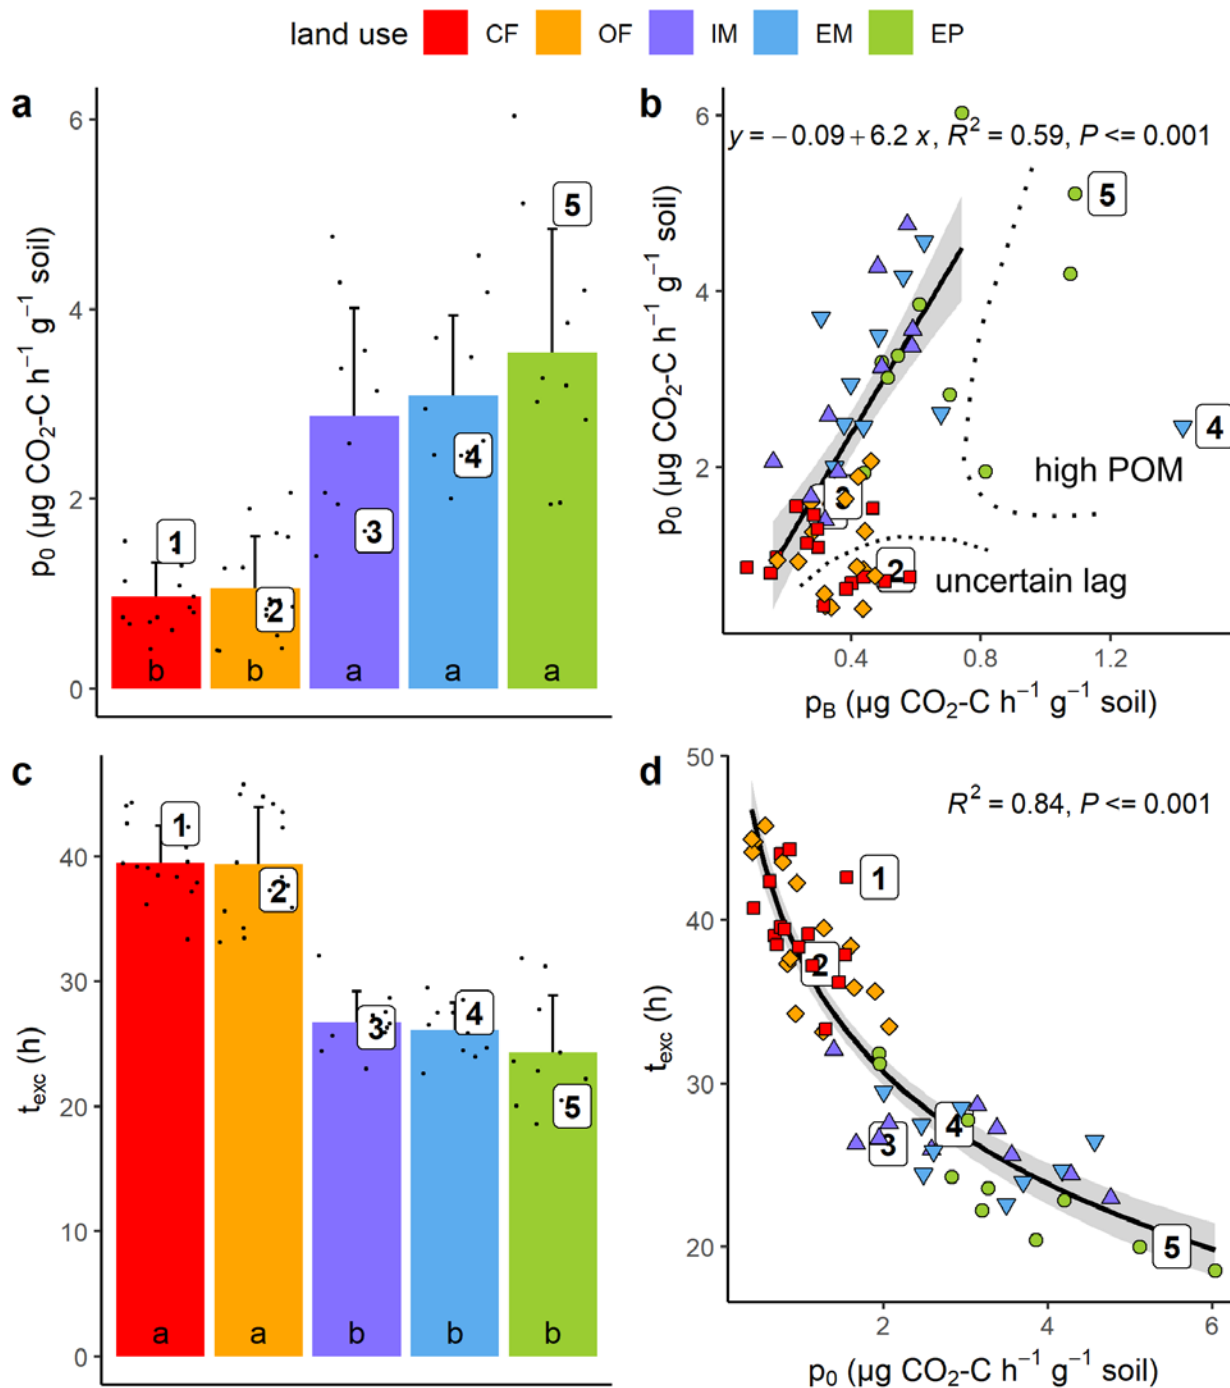 land use CF OF IM EM EP
a
6
4
2
0
p₀ (µg CO₂-C h⁻¹ g⁻¹ soil)
1
2
3
4
5
b
b
a
a
a
b
6
4
2
p₀ (µg CO₂-C h⁻¹ g⁻¹ soil)
y = −0.09 + 6.2 x, R² = 0.59, P <= 0.001
5
4
high POM
3
2
uncertain lag
0.4
0.8
1.2
p_B (µg CO₂-C h⁻¹ g⁻¹ soil)
c
40
30
20
10
0
t_exc (h)
1
2
3
4
5
a
a
b
b
b
d
50
40
30
20
t_exc (h)
R² = 0.84, P <= 0.001
1
2
3
4
5
2
4
6
p₀ (µg CO₂-C h⁻¹ g⁻¹ soil)